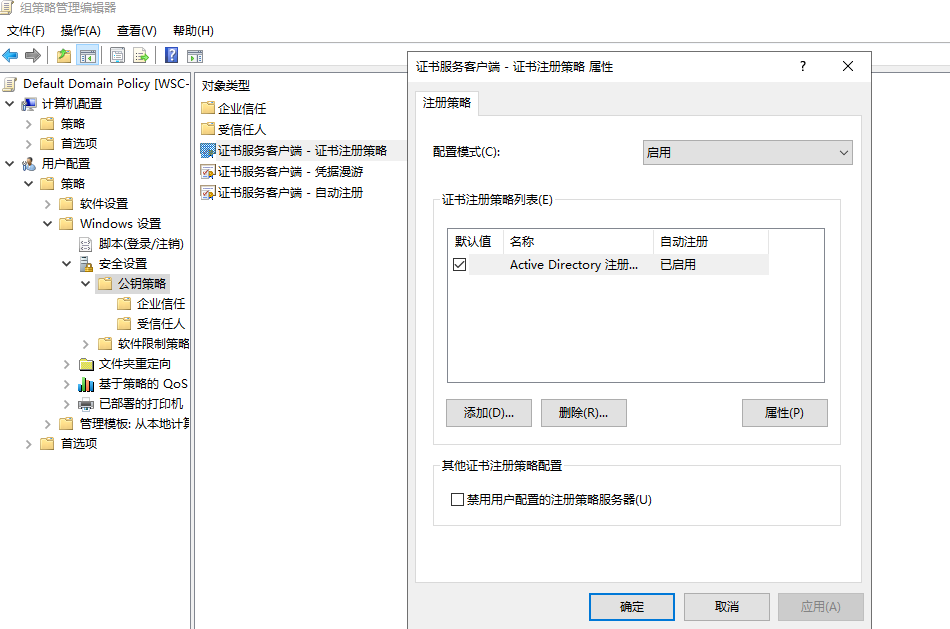 组策略管理编辑器
文件(F) 操作(A) 查看(V) 帮助(H)
Default Domain Policy [WSC-
计算机配置
策略
首选项
用户配置
策略
软件设置
Windows 设置
脚本(登录/注销)
安全设置
公钥策略
企业信任
受信任人
软件限制策略
文件夹重定向
基于策略的 QoS
已部署的打印机
管理模板: 从本地计算
首选项
对象类型
企业信任
受信任人
证书服务客户端 - 证书注册策略
证书服务客户端 - 凭据漫游
证书服务客户端 - 自动注册
证书服务客户端 - 证书注册策略 属性
?
注册策略
配置模式(C):
启用
证书注册策略列表(E)
默认值 名称 自动注册
Active Directory 注册... 已启用
添加(D)... 删除(R)... 属性(P)
其他证书注册策略配置
禁用用户配置的注册策略服务器(U)
确定 取消 应用(A)